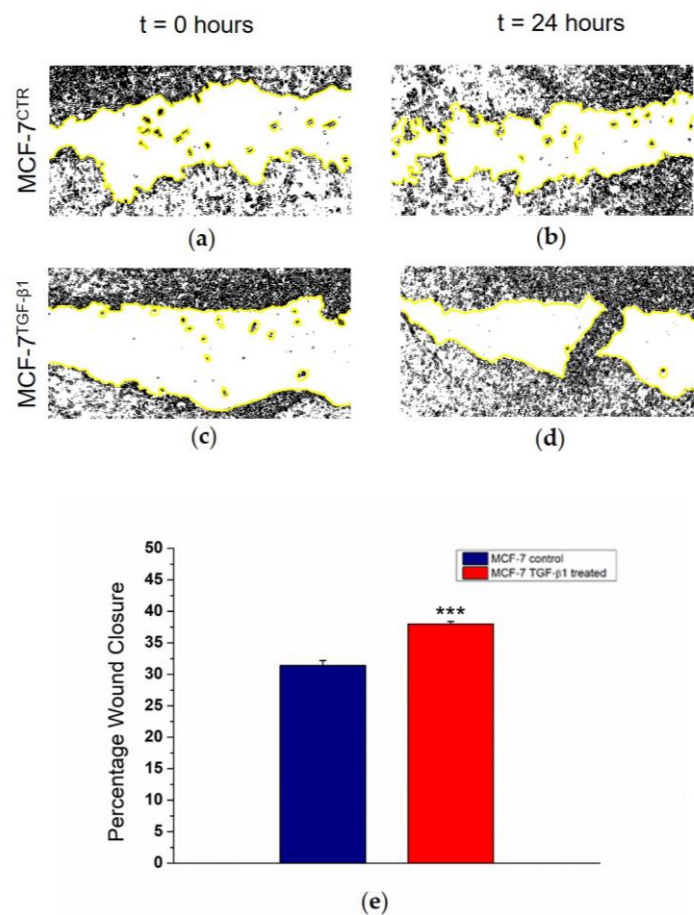 t = 0 hours
t = 24 hours
MCF-7CTR
(a)
(b)
MCF-7TGF-β1
(c)
(d)
50
45
40
35
30
25
20
15
10
5
0
Percentage Wound Closure
MCF-7 control
MCF-7 TGF-β1 treated
***
(e)